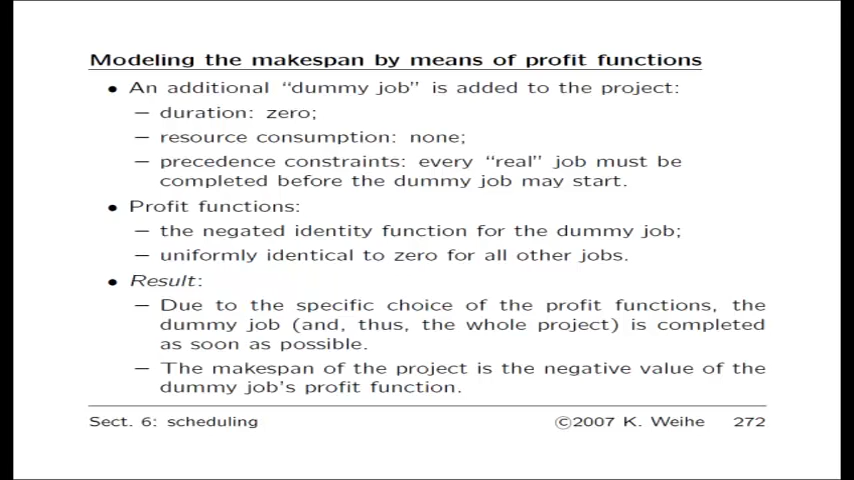 Modeling the makespan by means of profit functions
• An additional “dummy job” is added to the project:
– duration: zero;
– resource consumption: none;
– precedence constraints: every “real” job must be
completed before the dummy job may start.
• Profit functions:
– the negated identity function for the dummy job;
– uniformly identical to zero for all other jobs.
• Result:
– Due to the specific choice of the profit functions, the
dummy job (and, thus, the whole project) is completed
as soon as possible.
– The makespan of the project is the negative value of the
dummy job’s profit function.
Sect. 6: scheduling ©2007 K. Weihe 272